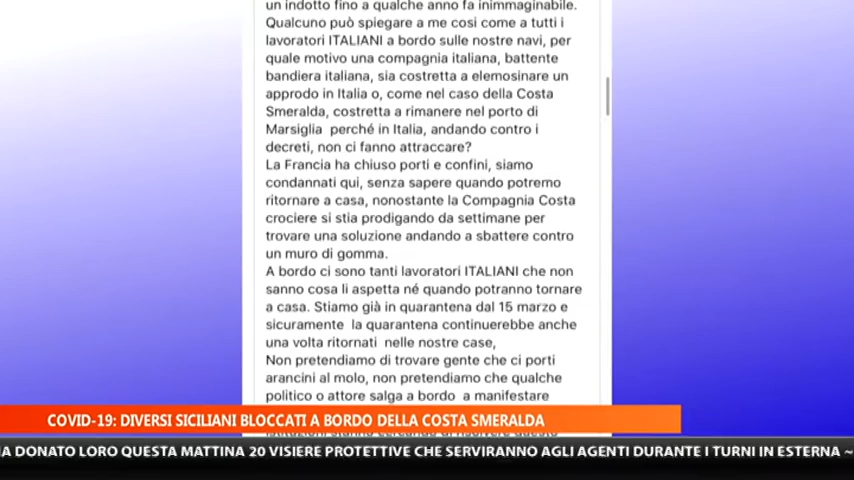 un indotto fino a qualche anno fa inimmaginabile.
Qualcuno può spiegare a me cosi come a tutti i
lavoratori ITALIANI a bordo sulle nostre navi, per
quale motivo una compagnia italiana, battente
bandiera italiana, sia costretta a elemosinare un
approdo in Italia o, come nel caso della Costa
Smeralda, costretta a rimanere nel porto di
Marsiglia perché in Italia, andando contro i
decreti, non ci fanno attraccare?
La Francia ha chiuso porti e confini, siamo
condannati qui, senza sapere quando potremo
ritornare a casa, nonostante la Compagnia Costa
crociere si stia prodigando da settimane per
trovare una soluzione andando a sbattere contro
un muro di gomma.
A bordo ci sono tanti lavoratori ITALIANI che non
sanno cosa li aspetta né quando potranno tornare
a casa. Stiamo già in quarantena dal 15 marzo e
sicuramente la quarantena continuerebbe anche
una volta ritornati nelle nostre case,
Non pretendiamo di trovare gente che ci porti
arancini al molo, non pretendiamo che qualche
politico o attore salga a bordo a manifestare
COVID-19: DIVERSI SICILIANI BLOCCATI A BORDO DELLA COSTA SMERALDA
A DONATO LORO QUESTA MATTINA 20 VISIERE PROTETTIVE CHE SERVIRANNO AGLI AGENTI DURANTE I TURNI IN ESTERNA ~